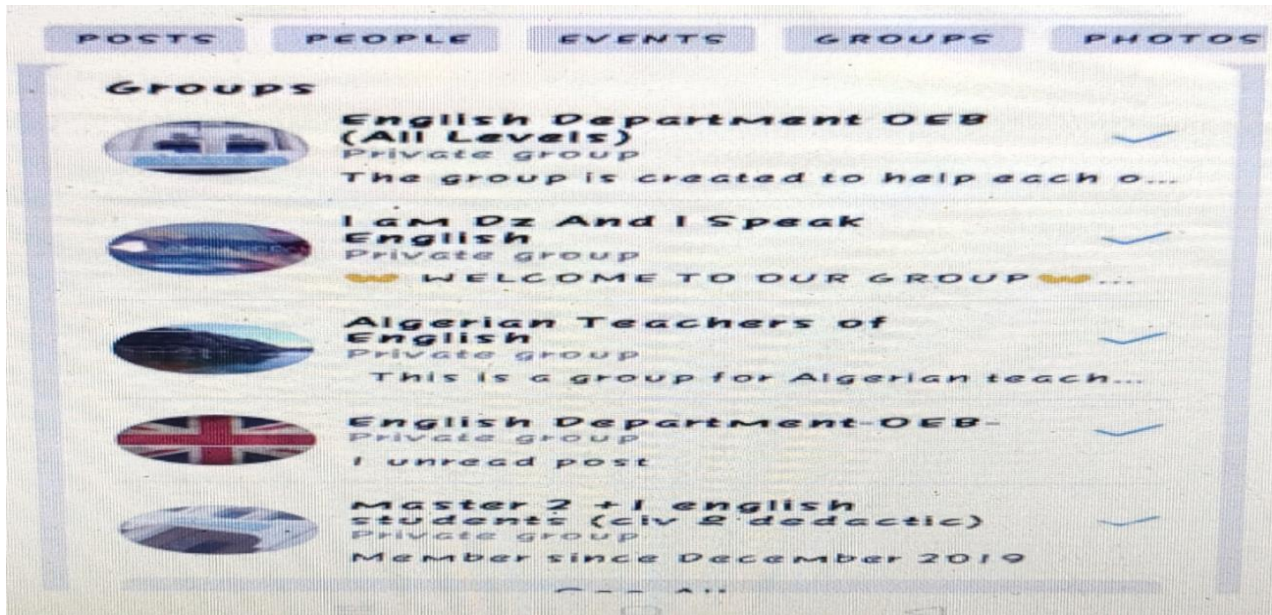 POSTS PEOPLE EVENTS GROUPS PHOTOS
Groups
English Department OEB
(All Levels)
Private group
The group is created to help each o...
I am Dz And I Speak
English
Private group
👐 WELCOME TO OUR GROUP👐...
Algerian Teachers of
English
Private group
This is a group for Algerian teach...
English Department-OEB-
Private group
1 unread post
Master 2 +1 english
students (civ & dedactic)
Private group
Member since December 2019